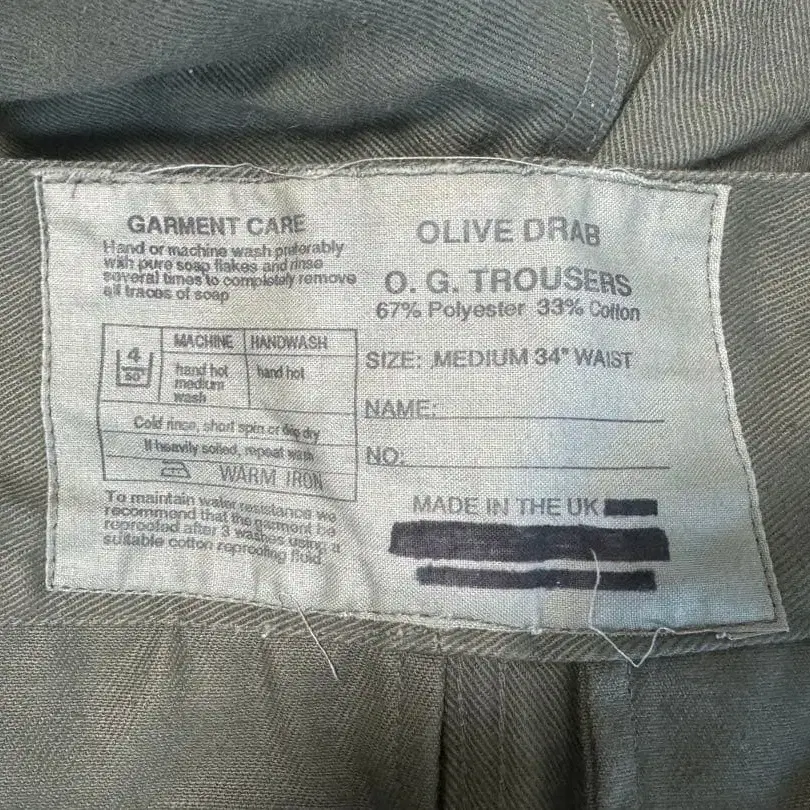 GARMENT CARE
Hand or machine wash preferably
with pure soap flakes and rinse
several times to completely remove
all traces of soap
MACHINE HANDWASH
4
50°
hand hot
medium
wash
hand hot
Cold rinse, short spin or drip dry
If heavily soiled, repeat wash
WARM IRON
To maintain water resistance we
recommend that the garment be
reproofed after 3 washes using a
suitable cotton reproofing fluid
OLIVE DRAB
O. G. TROUSERS
67% Polyester 33% Cotton
SIZE: MEDIUM 34" WAIST
NAME:
NO:
MADE IN THE UK